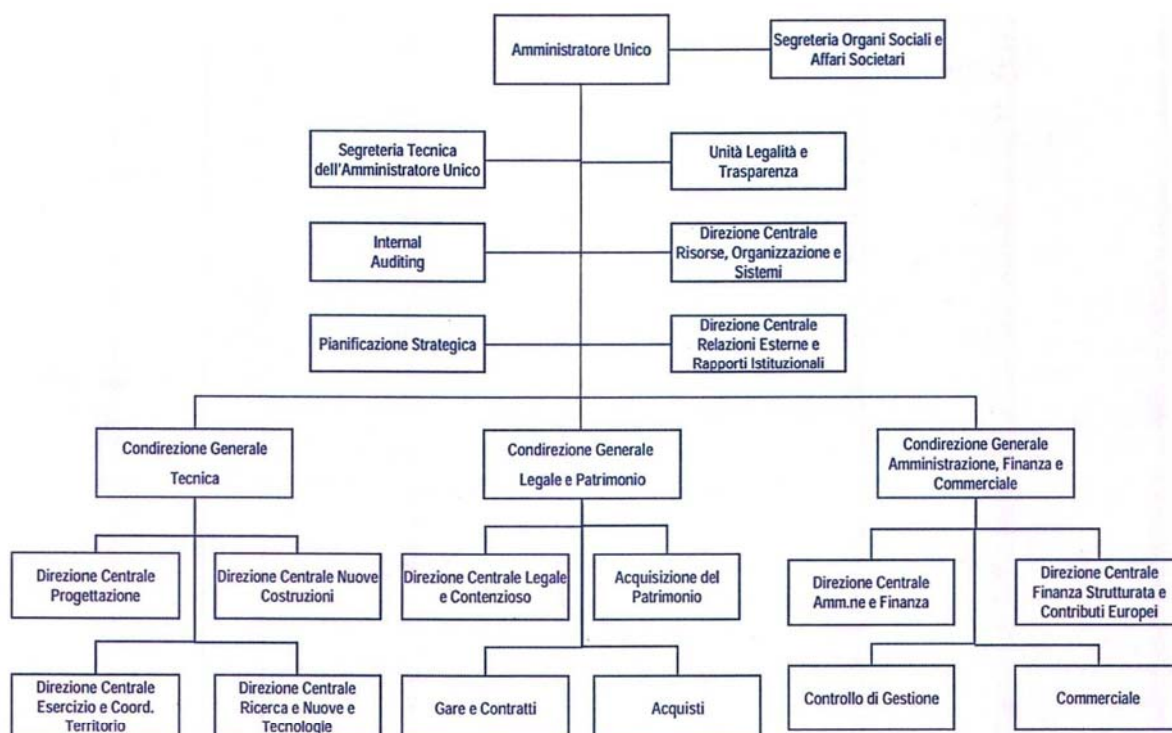 Amministratore Unico
Segreteria Organi Sociali e
Affari Societari
Segreteria Tecnica
dell'Amministratore Unico
Unità Legalità e
Trasparenza
Internal
Auditing
Direzione Centrale
Risorse, Organizzazione e
Sistemi
Pianificazione Strategica
Direzione Centrale
Relazioni Esterne e
Rapporti Istituzionali
Condirezione Generale
Tecnica
Condirezione Generale
Legale e Patrimonio
Condirezione Generale
Amministrazione, Finanza e
Commerciale
Direzione Centrale
Progettazione
Direzione Centrale Nuove
Costruzioni
Direzione Centrale Legale
e Contenzioso
Acquisizione del
Patrimonio
Direzione Centrale
Amm.ne e Finanza
Direzione Centrale
Finanza Strutturata e
Contributi Europei
Direzione Centrale
Esercizio e Coord.
Territorio
Direzione Centrale
Ricerca e Nuove e
Tecnologie
Gare e Contratti
Acquisti
Controllo di Gestione
Commerciale